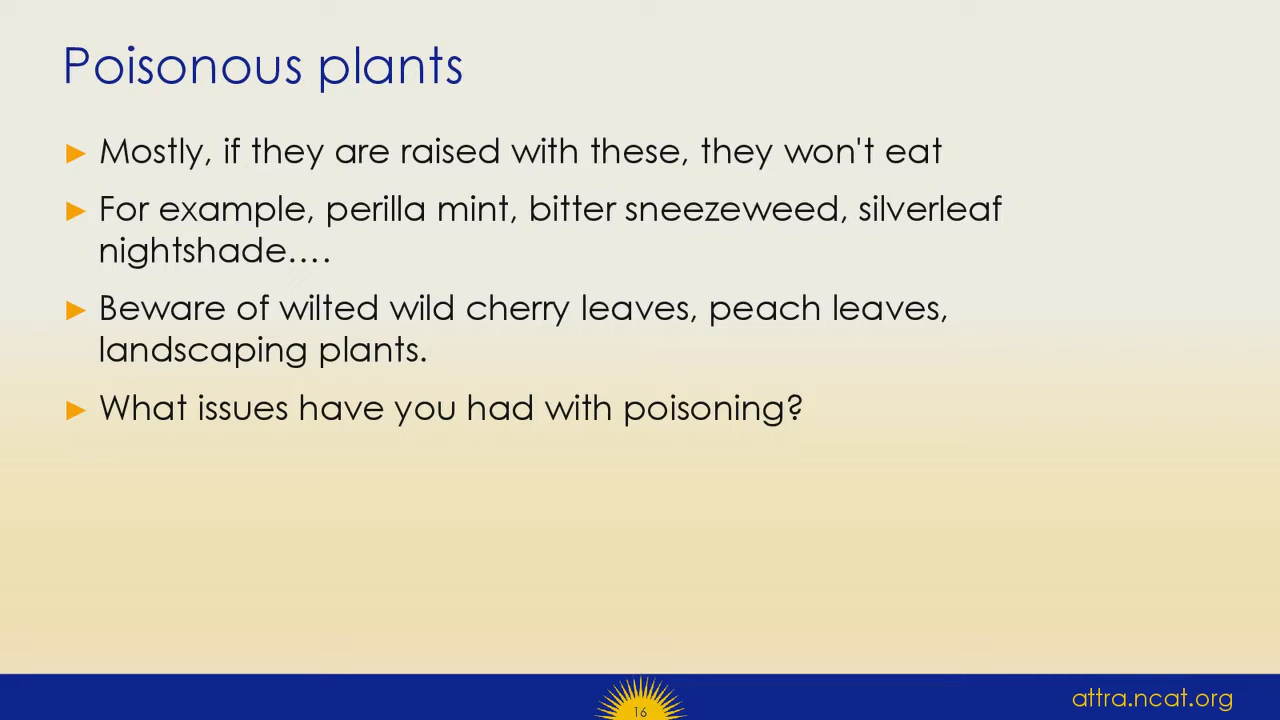 Poisonous plants
► Mostly, if they are raised with these, they won't eat
► For example, perilla mint, bitter sneezeweed, silverleaf
nightshade....
► Beware of wilted wild cherry leaves, peach leaves,
landscaping plants.
► What issues have you had with poisoning?
16
attra.ncat.org